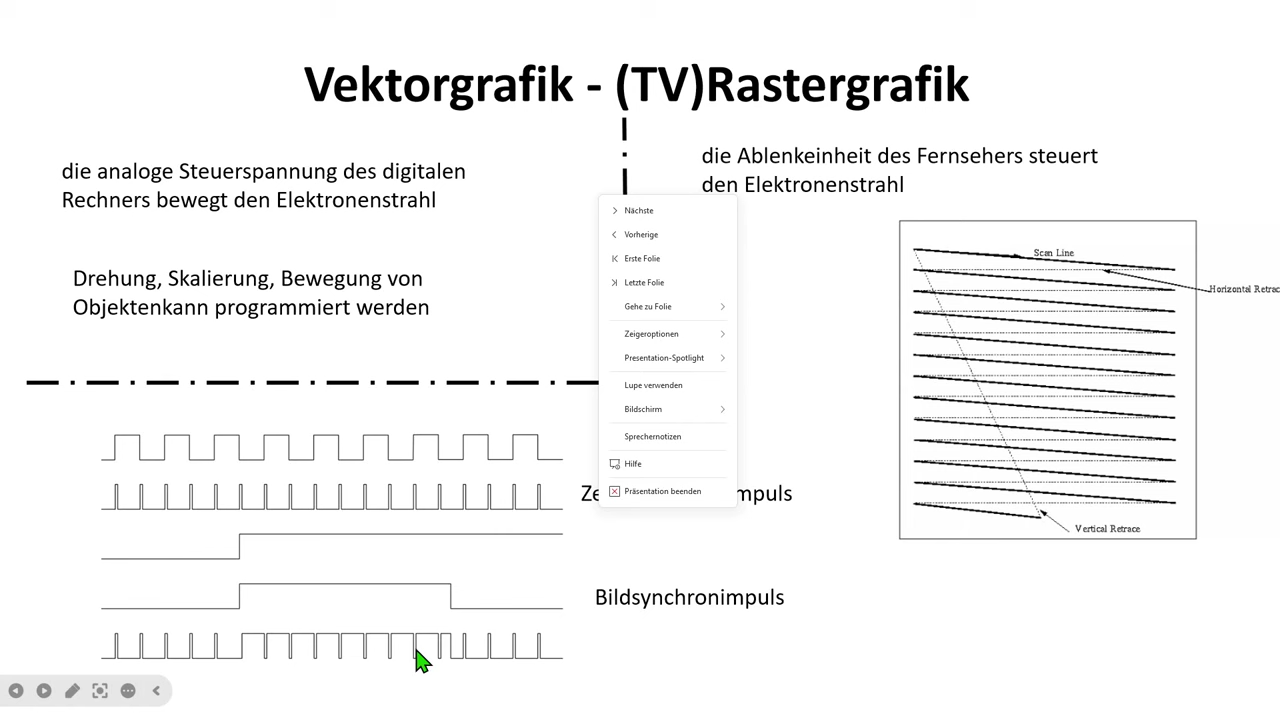 Vektorgrafik - (TV)Rastergrafik
die analoge Steuerspannung des digitalen
Rechners bewegt den Elektronenstrahl
Drehung, Skalierung, Bewegung von
Objektenkann programmiert werden
die Ablenkeinheit des Fernsehers steuert
den Elektronenstrahl
Nächste
Vorherige
Erste Folie
Letzte Folie
Gehe zu Folie
Zeigeroptionen
Presentation-Spotlight
Lupe verwenden
Bildschirm
Sprechernotizen
Hilfe
Präsentation beenden
Scan Line
Horizontal
Vertical Retrace
Bildsynchronimpuls